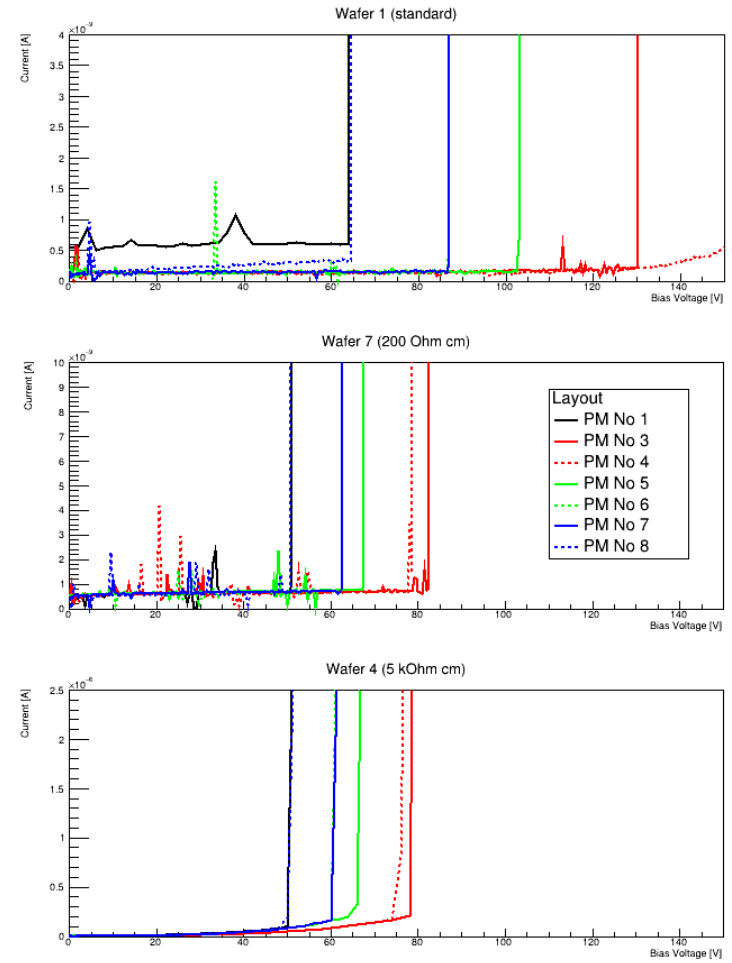 Wafer 1 (standard)
×10⁻⁹
Current [A]
4
3.5
3
2.5
2
1.5
1
0.5
0
0 20 40 60 80 100 120 140
Bias Voltage [V]
Wafer 7 (200 Ohm cm)
×10⁻⁹
Current [A]
10
9
8
7
6
5
4
3
2
1
0
Layout
PM No 1
PM No 3
PM No 4
PM No 5
PM No 6
PM No 7
PM No 8
0 20 40 60 80 100 120 140
Bias Voltage [V]
Wafer 4 (5 kOhm cm)
×10⁻⁶
Current [A]
2.5
2
1.5
1
0.5
0
0 20 40 60 80 100 120 140
Bias Voltage [V]